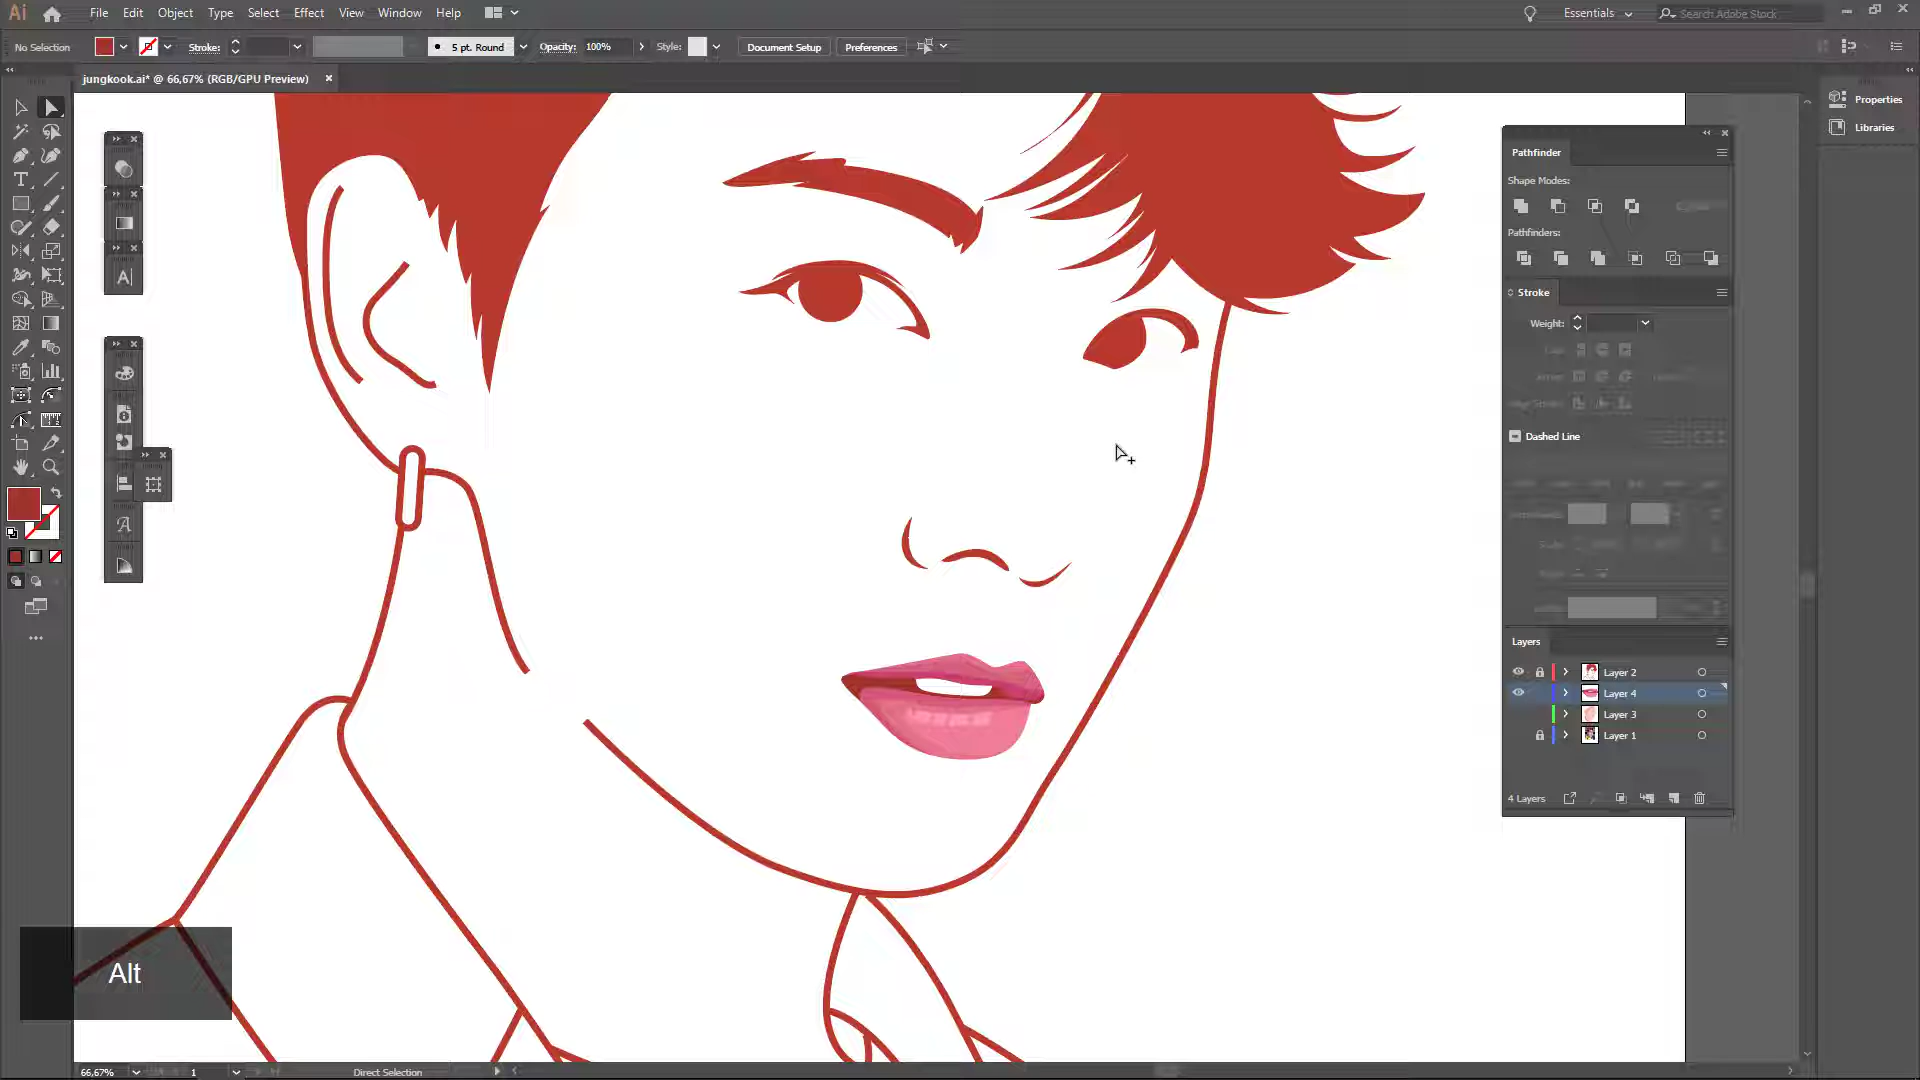 Ai File Edit Object Type Select Effect View Window Help Essentials Search Adobe Stock
No Selection Stroke: 5 pt. Round Opacity: 100% Style: Document Setup Preferences
jungkook.ai* @ 66,67% (RGB/GPU Preview)
Properties
Libraries
Pathfinder
Shape Modes:
Pathfinders:
Stroke
Weight:
Dashed Line
Layers
Layer 2
Layer 4
Layer 3
Layer 1
4 Layers
Alt
66,67% 1 Direct Selection